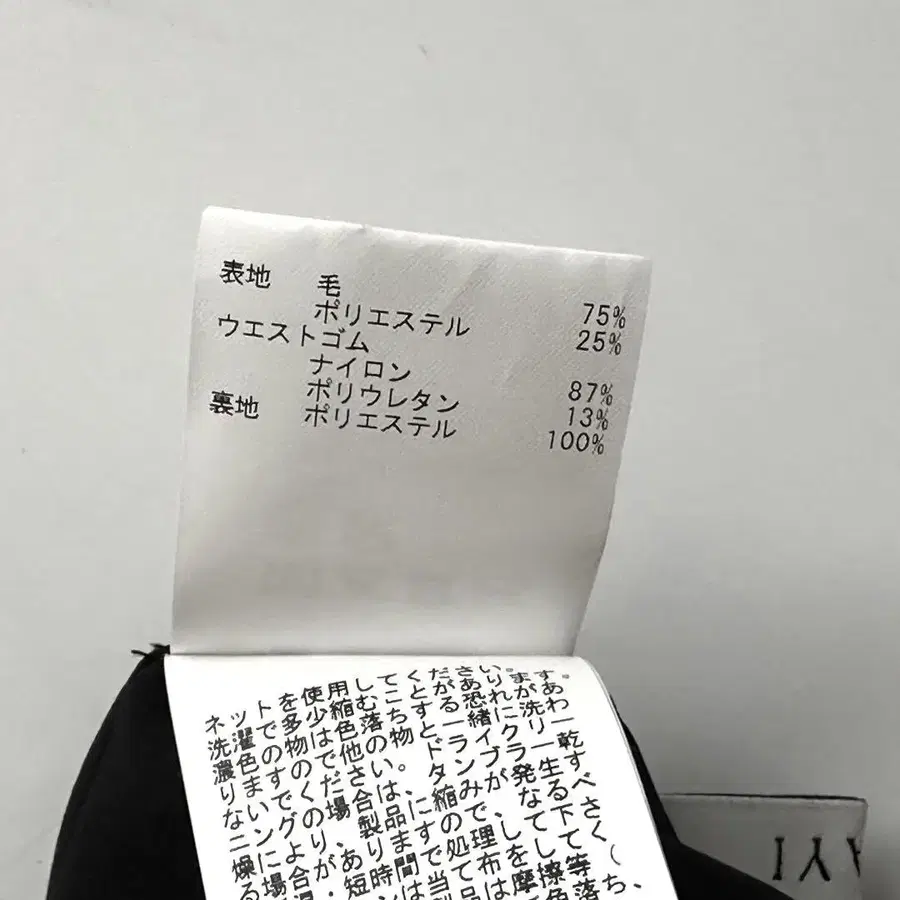 表地 毛 75%
ポリエステル 25%
ウエストゴム
ナイロン 87%
ポリウレタン 13%
裏地 ポリエステル 100%
ネットを使用してください。
洗濯で多少縮むことがあります
濃色の物は色落ちする恐れがあ
りますので他の物と一緒に洗わ
ないでください。ドライクリー
ニングの場合は、タンブラー乾
燥により、製品に縮みが発生す
る場合がありますので、なるべ
温・短時間で処理して下さ